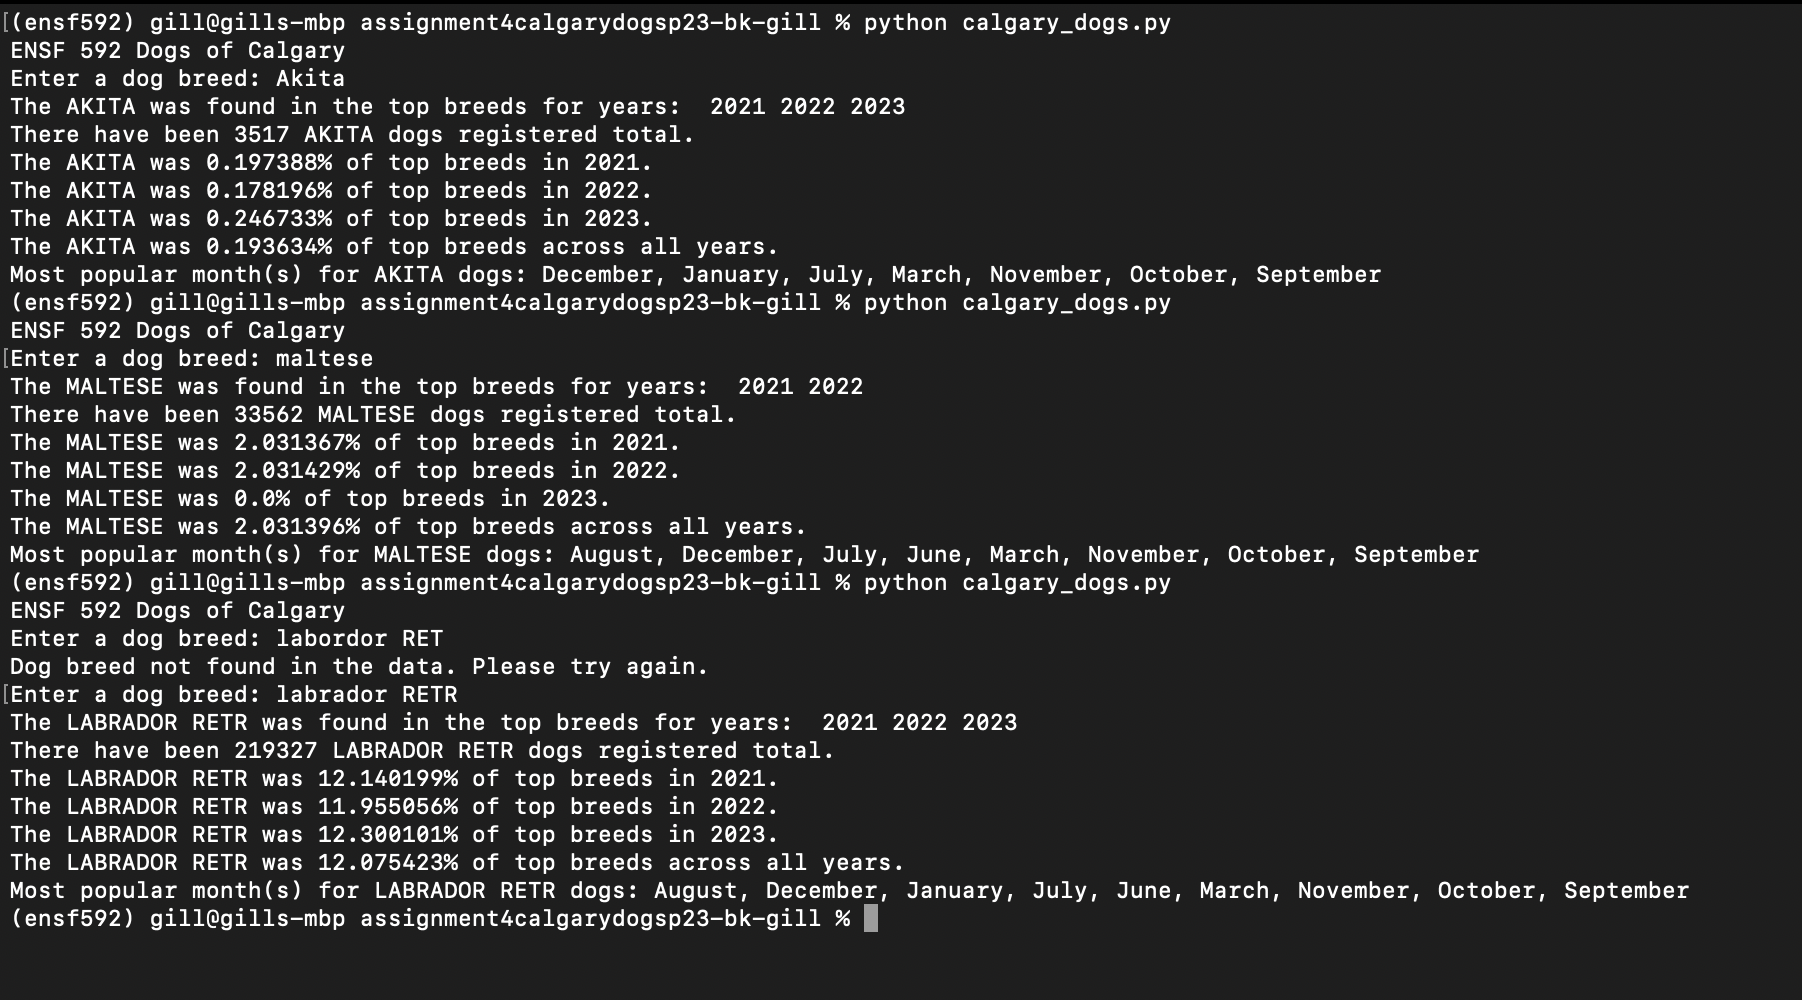 [(ensf592) gill@gills-mbp assignment4calgarydogsp23-bk-gill % python calgary_dogs.py
ENSF 592 Dogs of Calgary
Enter a dog breed: Akita
The AKITA was found in the top breeds for years:  2021 2022 2023
There have been 3517 AKITA dogs registered total.
The AKITA was 0.197388% of top breeds in 2021.
The AKITA was 0.178196% of top breeds in 2022.
The AKITA was 0.246733% of top breeds in 2023.
The AKITA was 0.193634% of top breeds across all years.
Most popular month(s) for AKITA dogs: December, January, July, March, November, October, September
(ensf592) gill@gills-mbp assignment4calgarydogsp23-bk-gill % python calgary_dogs.py
ENSF 592 Dogs of Calgary
[Enter a dog breed: maltese
The MALTESE was found in the top breeds for years:  2021 2022
There have been 33562 MALTESE dogs registered total.
The MALTESE was 2.031367% of top breeds in 2021.
The MALTESE was 2.031429% of top breeds in 2022.
The MALTESE was 0.0% of top breeds in 2023.
The MALTESE was 2.031396% of top breeds across all years.
Most popular month(s) for MALTESE dogs: August, December, July, June, March, November, October, September
(ensf592) gill@gills-mbp assignment4calgarydogsp23-bk-gill % python calgary_dogs.py
ENSF 592 Dogs of Calgary
Enter a dog breed: labordor RET
Dog breed not found in the data. Please try again.
[Enter a dog breed: labrador RETR
The LABRADOR RETR was found in the top breeds for years:  2021 2022 2023
There have been 219327 LABRADOR RETR dogs registered total.
The LABRADOR RETR was 12.140199% of top breeds in 2021.
The LABRADOR RETR was 11.955056% of top breeds in 2022.
The LABRADOR RETR was 12.300101% of top breeds in 2023.
The LABRADOR RETR was 12.075423% of top breeds across all years.
Most popular month(s) for LABRADOR RETR dogs: August, December, January, July, June, March, November, October, September
(ensf592) gill@gills-mbp assignment4calgarydogsp23-bk-gill %